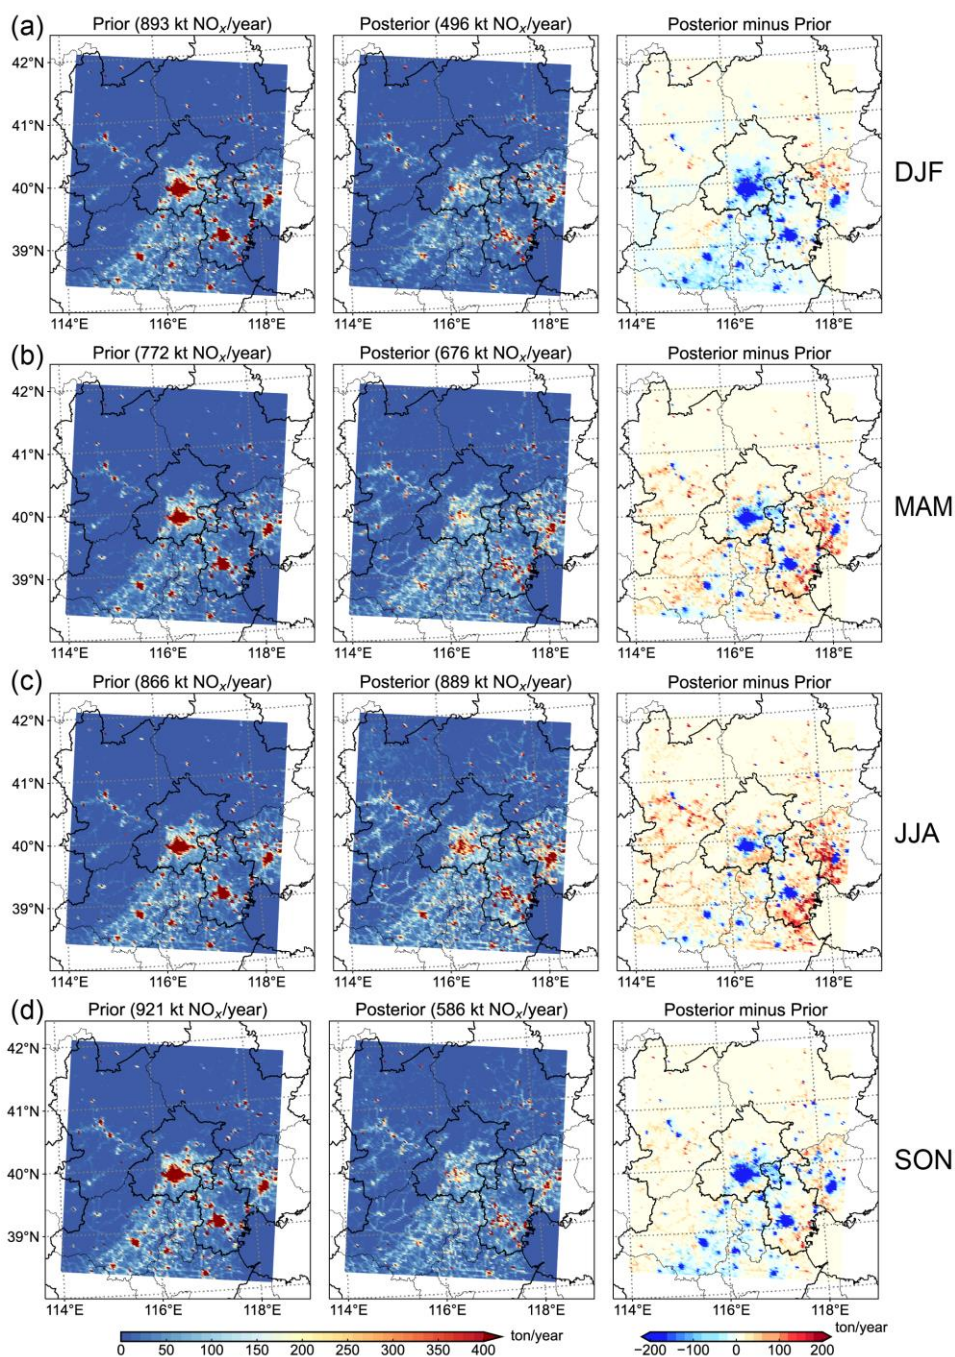 (a) Prior (893 kt NOₓ/year) Posterior (496 kt NOₓ/year) Posterior minus Prior
42°N
41°N
40°N
39°N
DJF
114°E 116°E 118°E 114°E 116°E 118°E 114°E 116°E 118°E
(b) Prior (772 kt NOₓ/year) Posterior (676 kt NOₓ/year) Posterior minus Prior
42°N
41°N
40°N
39°N
MAM
114°E 116°E 118°E 114°E 116°E 118°E 114°E 116°E 118°E
(c) Prior (866 kt NOₓ/year) Posterior (889 kt NOₓ/year) Posterior minus Prior
42°N
41°N
40°N
39°N
JJA
114°E 116°E 118°E 114°E 116°E 118°E 114°E 116°E 118°E
(d) Prior (921 kt NOₓ/year) Posterior (586 kt NOₓ/year) Posterior minus Prior
42°N
41°N
40°N
39°N
SON
114°E 116°E 118°E 114°E 116°E 118°E 114°E 116°E 118°E
ton/year ton/year
0 50 100 150 200 250 300 350 400 −200 −100 0 100 200